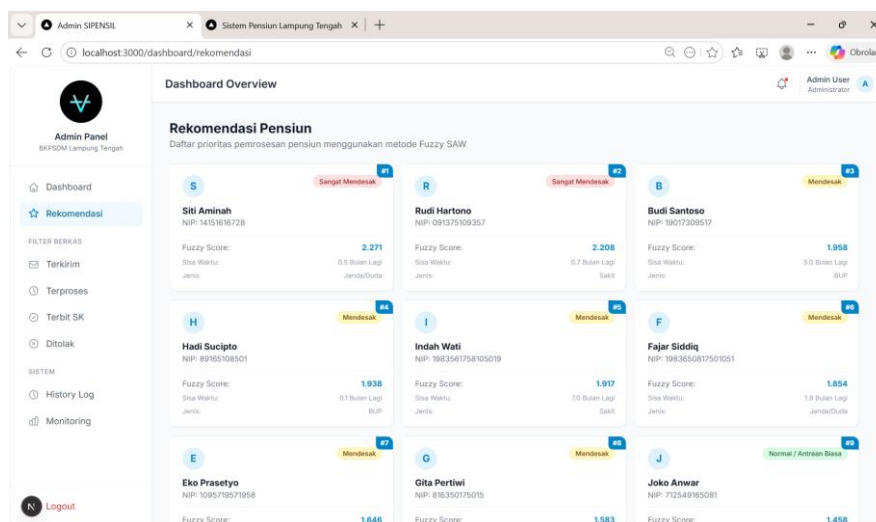 Admin SIPENSIL
Sistem Pensiun Lampung Tengah
localhost:3000/dashboard/rekomendasi
Obrola
Admin Panel
BKPSDM Lampung Tengah
Dashboard
Rekomendasi
FILTER BERKAS
Terkirim
Terproses
Terbit SK
Ditolak
SISTEM
History Log
Monitoring
N
Logout
Dashboard Overview
Admin User
Administrator
A
Rekomendasi Pensiun
Daftar prioritas pemrosesan pensiun menggunakan metode Fuzzy SAW
#1
S
Sangat Mendesak
Siti Aminah
NIP: 14151616728
Fuzzy Score: 2.271
Sisa Waktu: 0.5 Bulan Lagi
Jenis: Janda/Duda
#2
R
Sangat Mendesak
Rudi Hartono
NIP: 091375109357
Fuzzy Score: 2.208
Sisa Waktu: 0.7 Bulan Lagi
Jenis: Sakit
#3
B
Mendesak
Budi Santoso
NIP: 19017309517
Fuzzy Score: 1.958
Sisa Waktu: 5.0 Bulan Lagi
Jenis: BUP
#4
H
Mendesak
Hadi Sucipto
NIP: 89165108501
Fuzzy Score: 1.938
Sisa Waktu: 0.1 Bulan Lagi
Jenis: BUP
#5
I
Mendesak
Indah Wati
NIP: 1983561758105019
Fuzzy Score: 1.917
Sisa Waktu: 7.0 Bulan Lagi
Jenis: Sakit
#6
F
Mendesak
Fajar Siddiq
NIP: 1983650817501051
Fuzzy Score: 1.854
Sisa Waktu: 1.9 Bulan Lagi
Jenis: Janda/Duda
#7
E
Mendesak
Eko Prasetyo
NIP: 1095719571958
Fuzzy Score: 1.646
#8
G
Mendesak
Gita Pertiwi
NIP: 816350175015
Fuzzy Score: 1.583
#9
J
Normal / Antrean Biasa
Joko Anwar
NIP: 712549165081
Fuzzy Score: 1.458